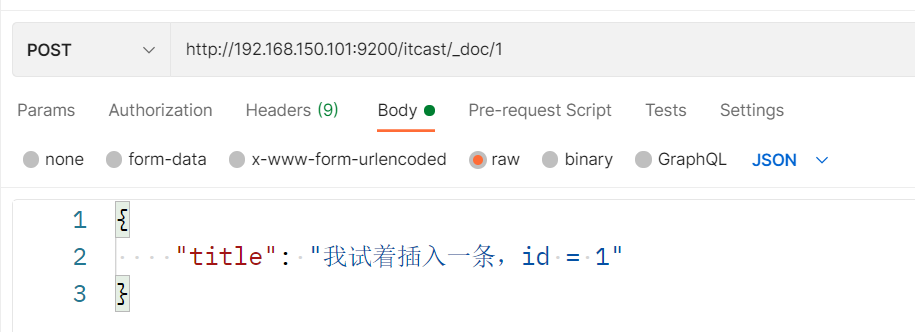 POST http://192.168.150.101:9200/itcast/_doc/1
Params Authorization Headers (9) Body Pre-request Script Tests Settings
none form-data x-www-form-urlencoded raw binary GraphQL JSON
1 {
2 "title": "我试着插入一条，id = 1"
3 }